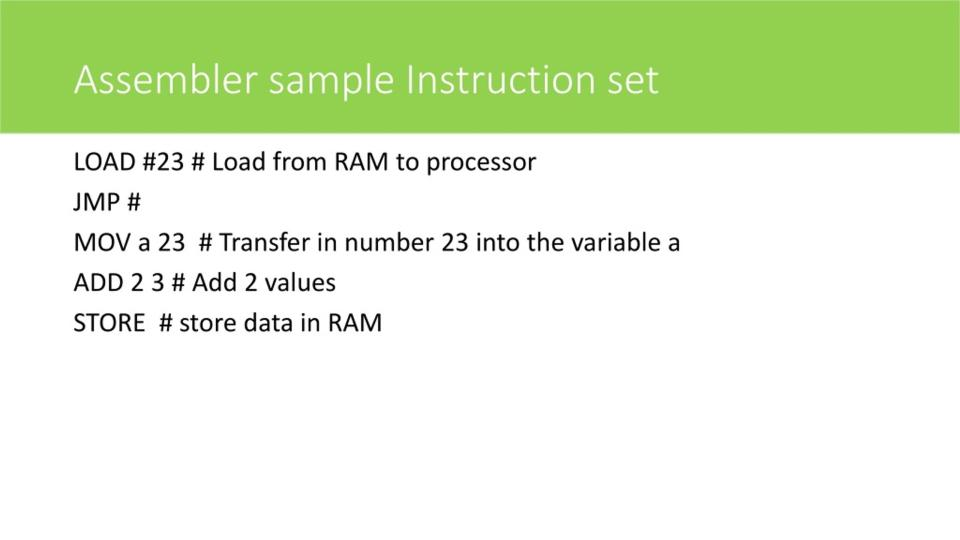 Assembler sample Instruction set
LOAD #23 # Load from RAM to processor
JMP #
MOV a 23  # Transfer in number 23 into the variable a
ADD 2 3 # Add 2 values
STORE  # store data in RAM